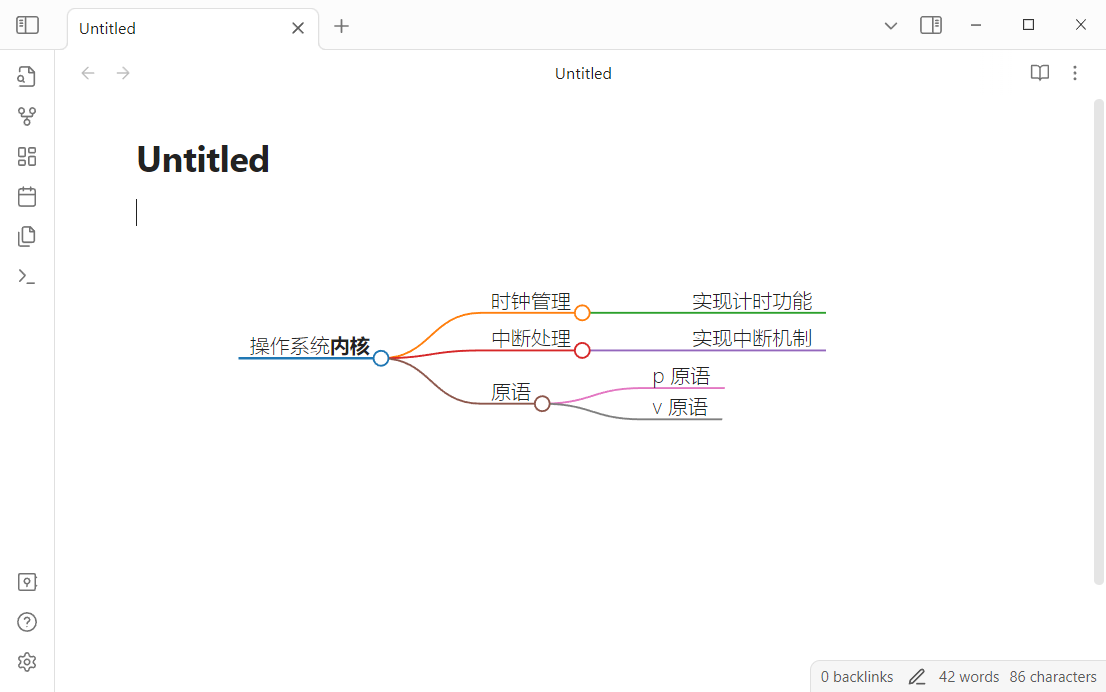 Untitled
Untitled
Untitled
时钟管理 实现计时功能
操作系统内核 中断处理 实现中断机制
原语 p 原语
v 原语
0 backlinks 42 words 86 characters